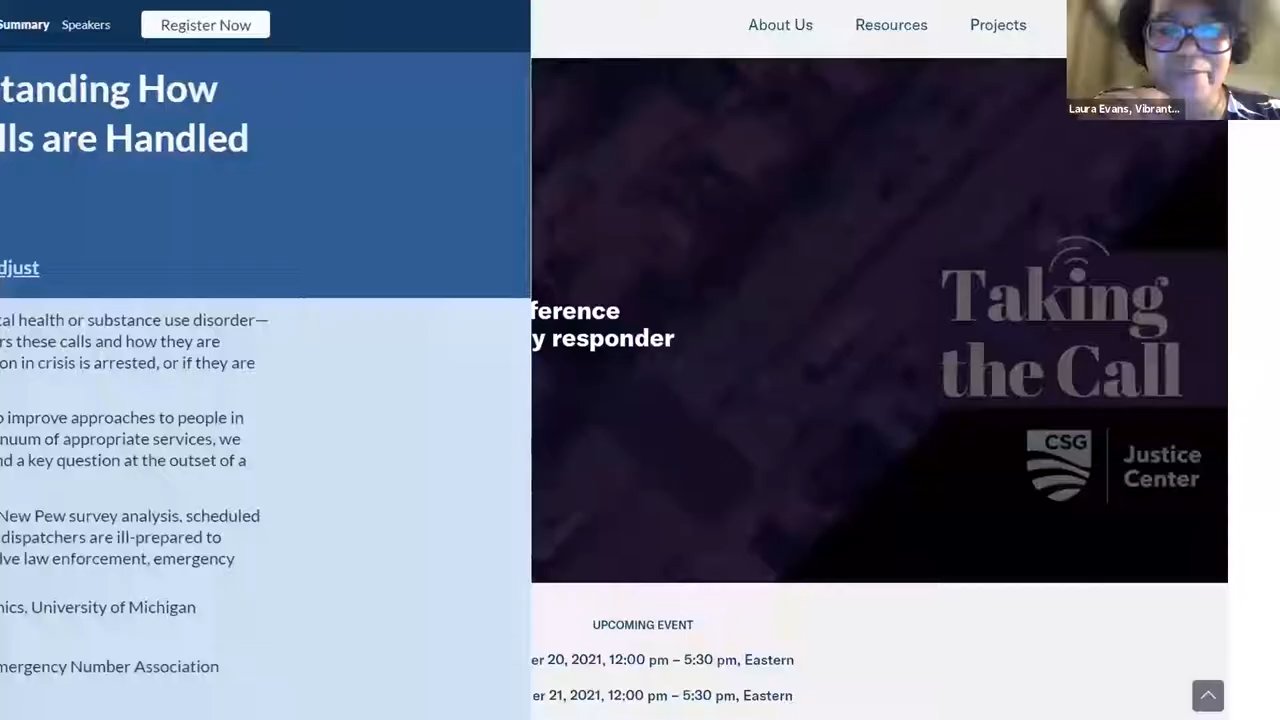 Summary Speakers Register Now
tanding How
lls are Handled
djust
al health or substance use disorder—
rs these calls and how they are
on in crisis is arrested, or if they are
o improve approaches to people in
nuum of appropriate services, we
nd a key question at the outset of a
New Pew survey analysis, scheduled
dispatchers are ill-prepared to
lve law enforcement, emergency
nics, University of Michigan
mergency Number Association
About Us Resources Projects
Laura Evans, Vibrant...
ference
y responder
Taking
the Call
CSG
Justice
Center
UPCOMING EVENT
er 20, 2021, 12:00 pm – 5:30 pm, Eastern
er 21, 2021, 12:00 pm – 5:30 pm, Eastern